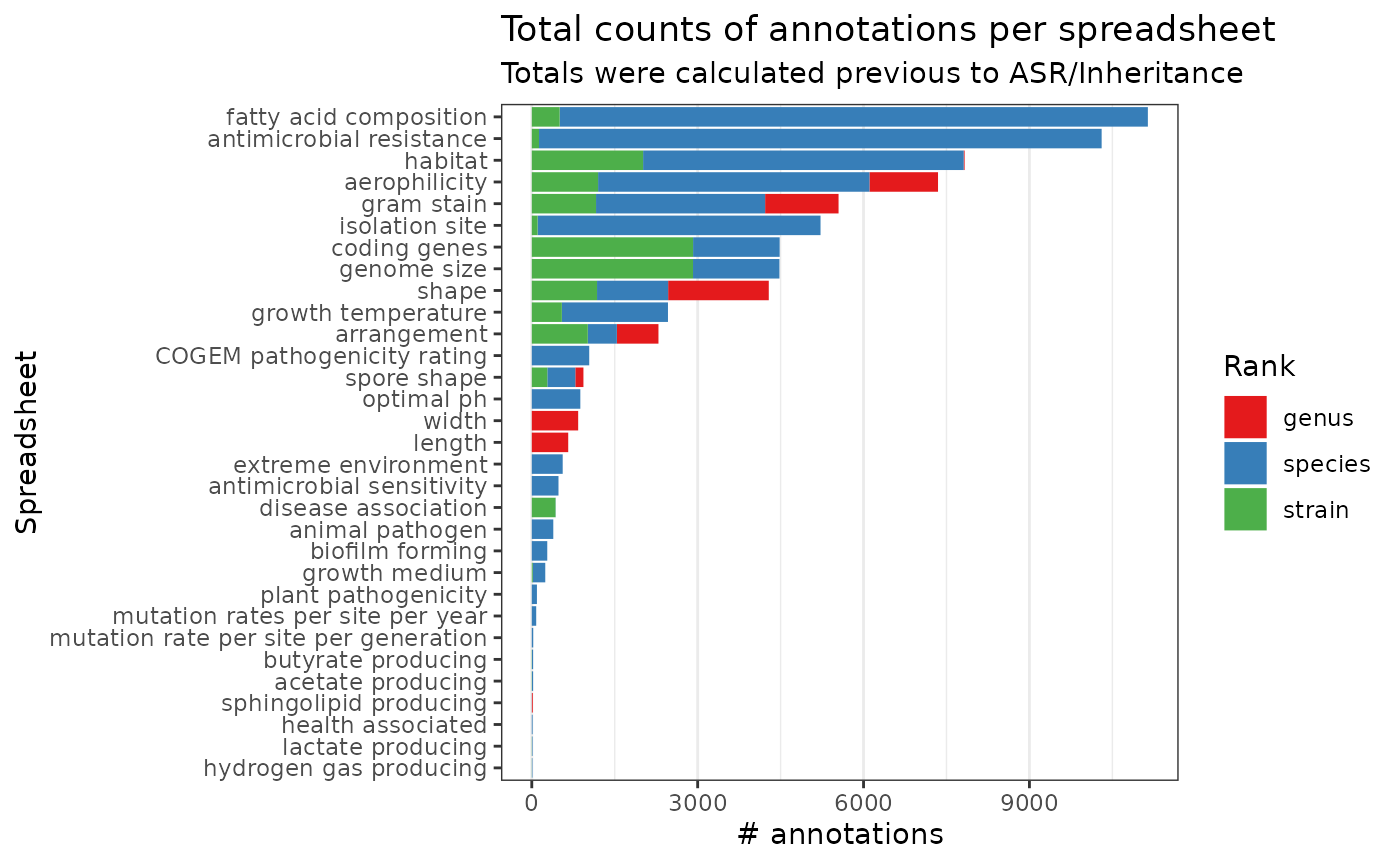 Total counts of annotations per spreadsheet
Totals were calculated previous to ASR/Inheritance
Spreadsheet
fatty acid composition
antimicrobial resistance
habitat
aerophilicity
gram stain
isolation site
coding genes
genome size
shape
growth temperature
arrangement
COGEM pathogenicity rating
spore shape
optimal ph
width
length
extreme environment
antimicrobial sensitivity
disease association
animal pathogen
biofilm forming
growth medium
plant pathogenicity
mutation rates per site per year
mutation rate per site per generation
butyrate producing
acetate producing
sphingolipid producing
health associated
lactate producing
hydrogen gas producing
0 3000 6000 9000
# annotations
Rank
genus
species
strain